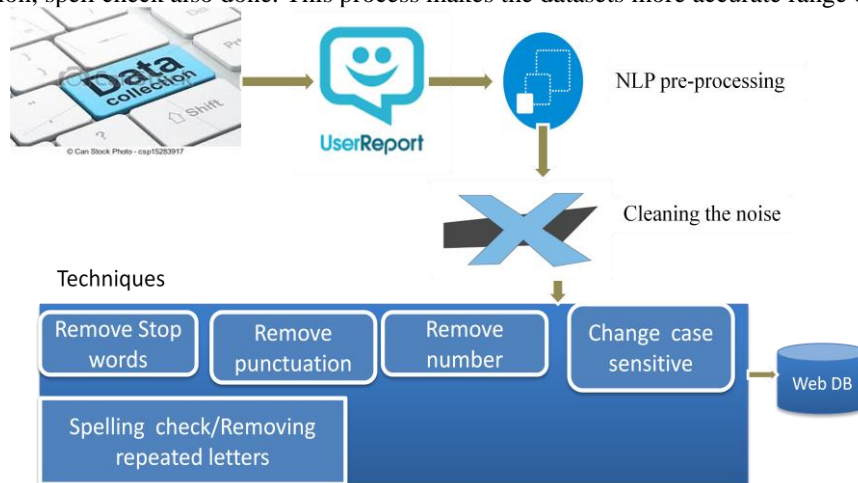 ion, spell check also done. This process makes the datasets more accurate range
Data
collection
Shift
?
© Can Stock Photo - csp15283917
UserReport
NLP pre-processing
Cleaning the noise
Techniques
Remove Stop
words
Remove
punctuation
Remove
number
Change case
sensitive
Web DB
Spelling check/Removing
repeated letters